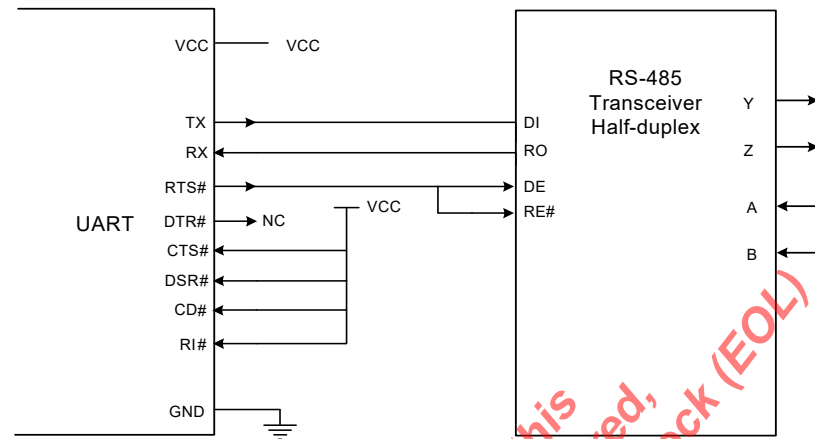 VCC
VCC
TX
RX
RTS#
DTR#
NC
CTS#
DSR#
CD#
RI#
GND
UART
VCC
RS-485
Transceiver
Half-duplex
DI
RO
DE
RE#
Y
Z
A
B
ock (EOL)